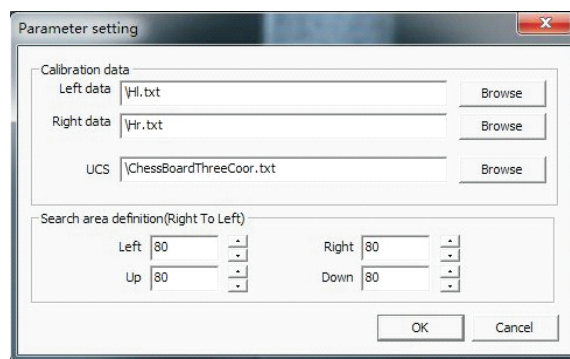 Parameter setting
Calibration data
Left data \Hl.txt Browse
Right data \Hr.txt Browse
UCS \ChessBoardThreeCoor.txt Browse
Search area definition(Right To Left)
Left 80 Right 80
Up 80 Down 80
OK Cancel